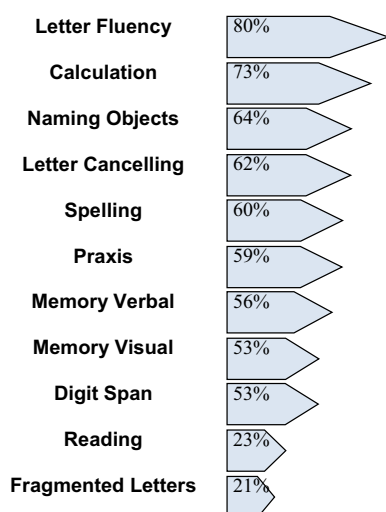 Letter Fluency 80%
Calculation 73%
Naming Objects 64%
Letter Cancelling 62%
Spelling 60%
Praxis 59%
Memory Verbal 56%
Memory Visual 53%
Digit Span 53%
Reading 23%
Fragmented Letters 21%